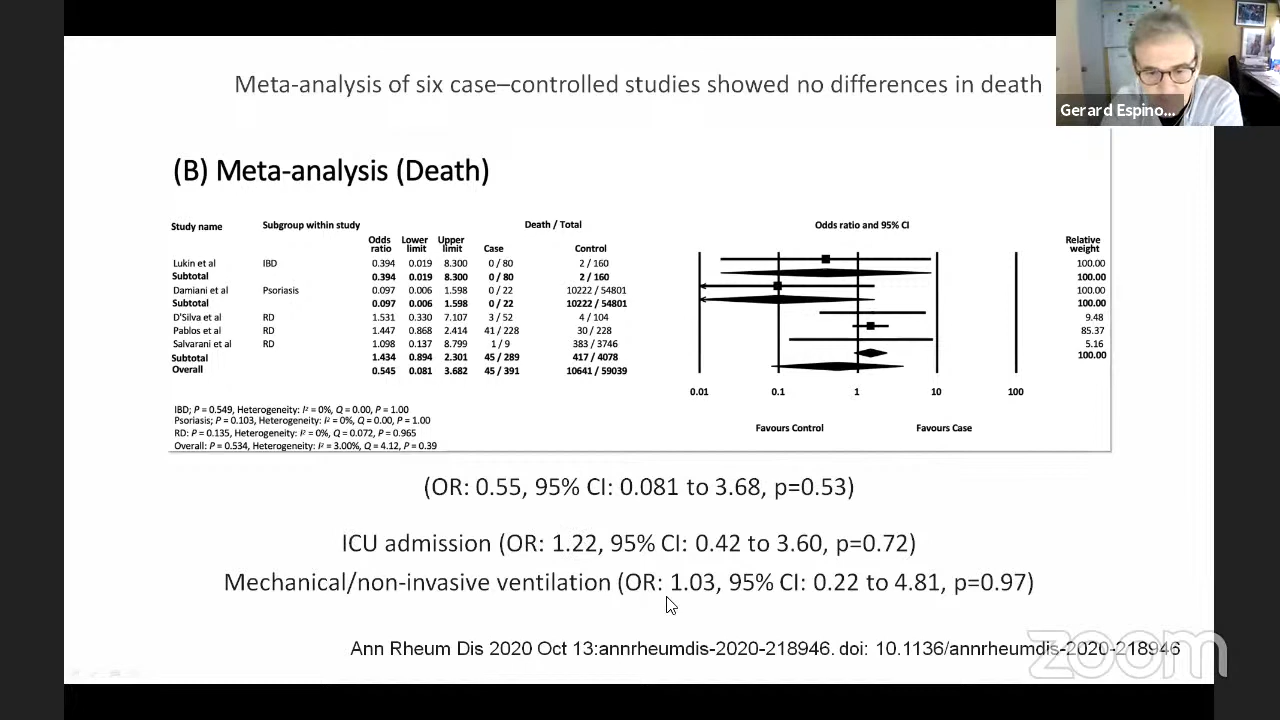 Meta-analysis of six case–controlled studies showed no differences in death
Gerard Espino...
(B) Meta-analysis (Death)
Study name Subgroup within study Death / Total Odds ratio and 95% CI
Odds ratio Lower limit Upper limit Case Control Relative weight
Lukin et al IBD 0.394 0.019 8.300 0 / 80 2 / 160 100.00
Subtotal 0.394 0.019 8.300 0 / 80 2 / 160 100.00
Damiani et al Psoriasis 0.097 0.006 1.598 0 / 22 10222 / 54801 100.00
Subtotal 0.097 0.006 1.598 0 / 22 10222 / 54801 100.00
D'Silva et al RD 1.531 0.330 7.107 3 / 52 4 / 104 9.48
Pablos et al RD 1.447 0.868 2.414 41 / 228 30 / 228 85.37
Salvarani et al RD 1.098 0.137 8.799 1 / 9 383 / 3746 5.16
Subtotal 1.434 0.894 2.301 45 / 289 417 / 4078 100.00
Overall 0.545 0.081 3.682 45 / 391 10641 / 59039
0.01 0.1 1 10 100
Favours Control Favours Case
IBD; P = 0.549, Heterogeneity: I² = 0%, Q = 0.00, P = 1.00
Psoriasis; P = 0.103, Heterogeneity: I² = 0%, Q = 0.00, P = 1.00
RD: P = 0.135, Heterogeneity: I² = 0%, Q = 0.072, P = 0.965
Overall: P = 0.534, Heterogeneity: I² = 3.00%, Q = 4.12, P = 0.39
(OR: 0.55, 95% CI: 0.081 to 3.68, p=0.53)
ICU admission (OR: 1.22, 95% CI: 0.42 to 3.60, p=0.72)
Mechanical/non-invasive ventilation (OR: 1.03, 95% CI: 0.22 to 4.81, p=0.97)
Ann Rheum Dis 2020 Oct 13:annrheumdis-2020-218946. doi: 10.1136/annrheumdis-2020-218946
zoom